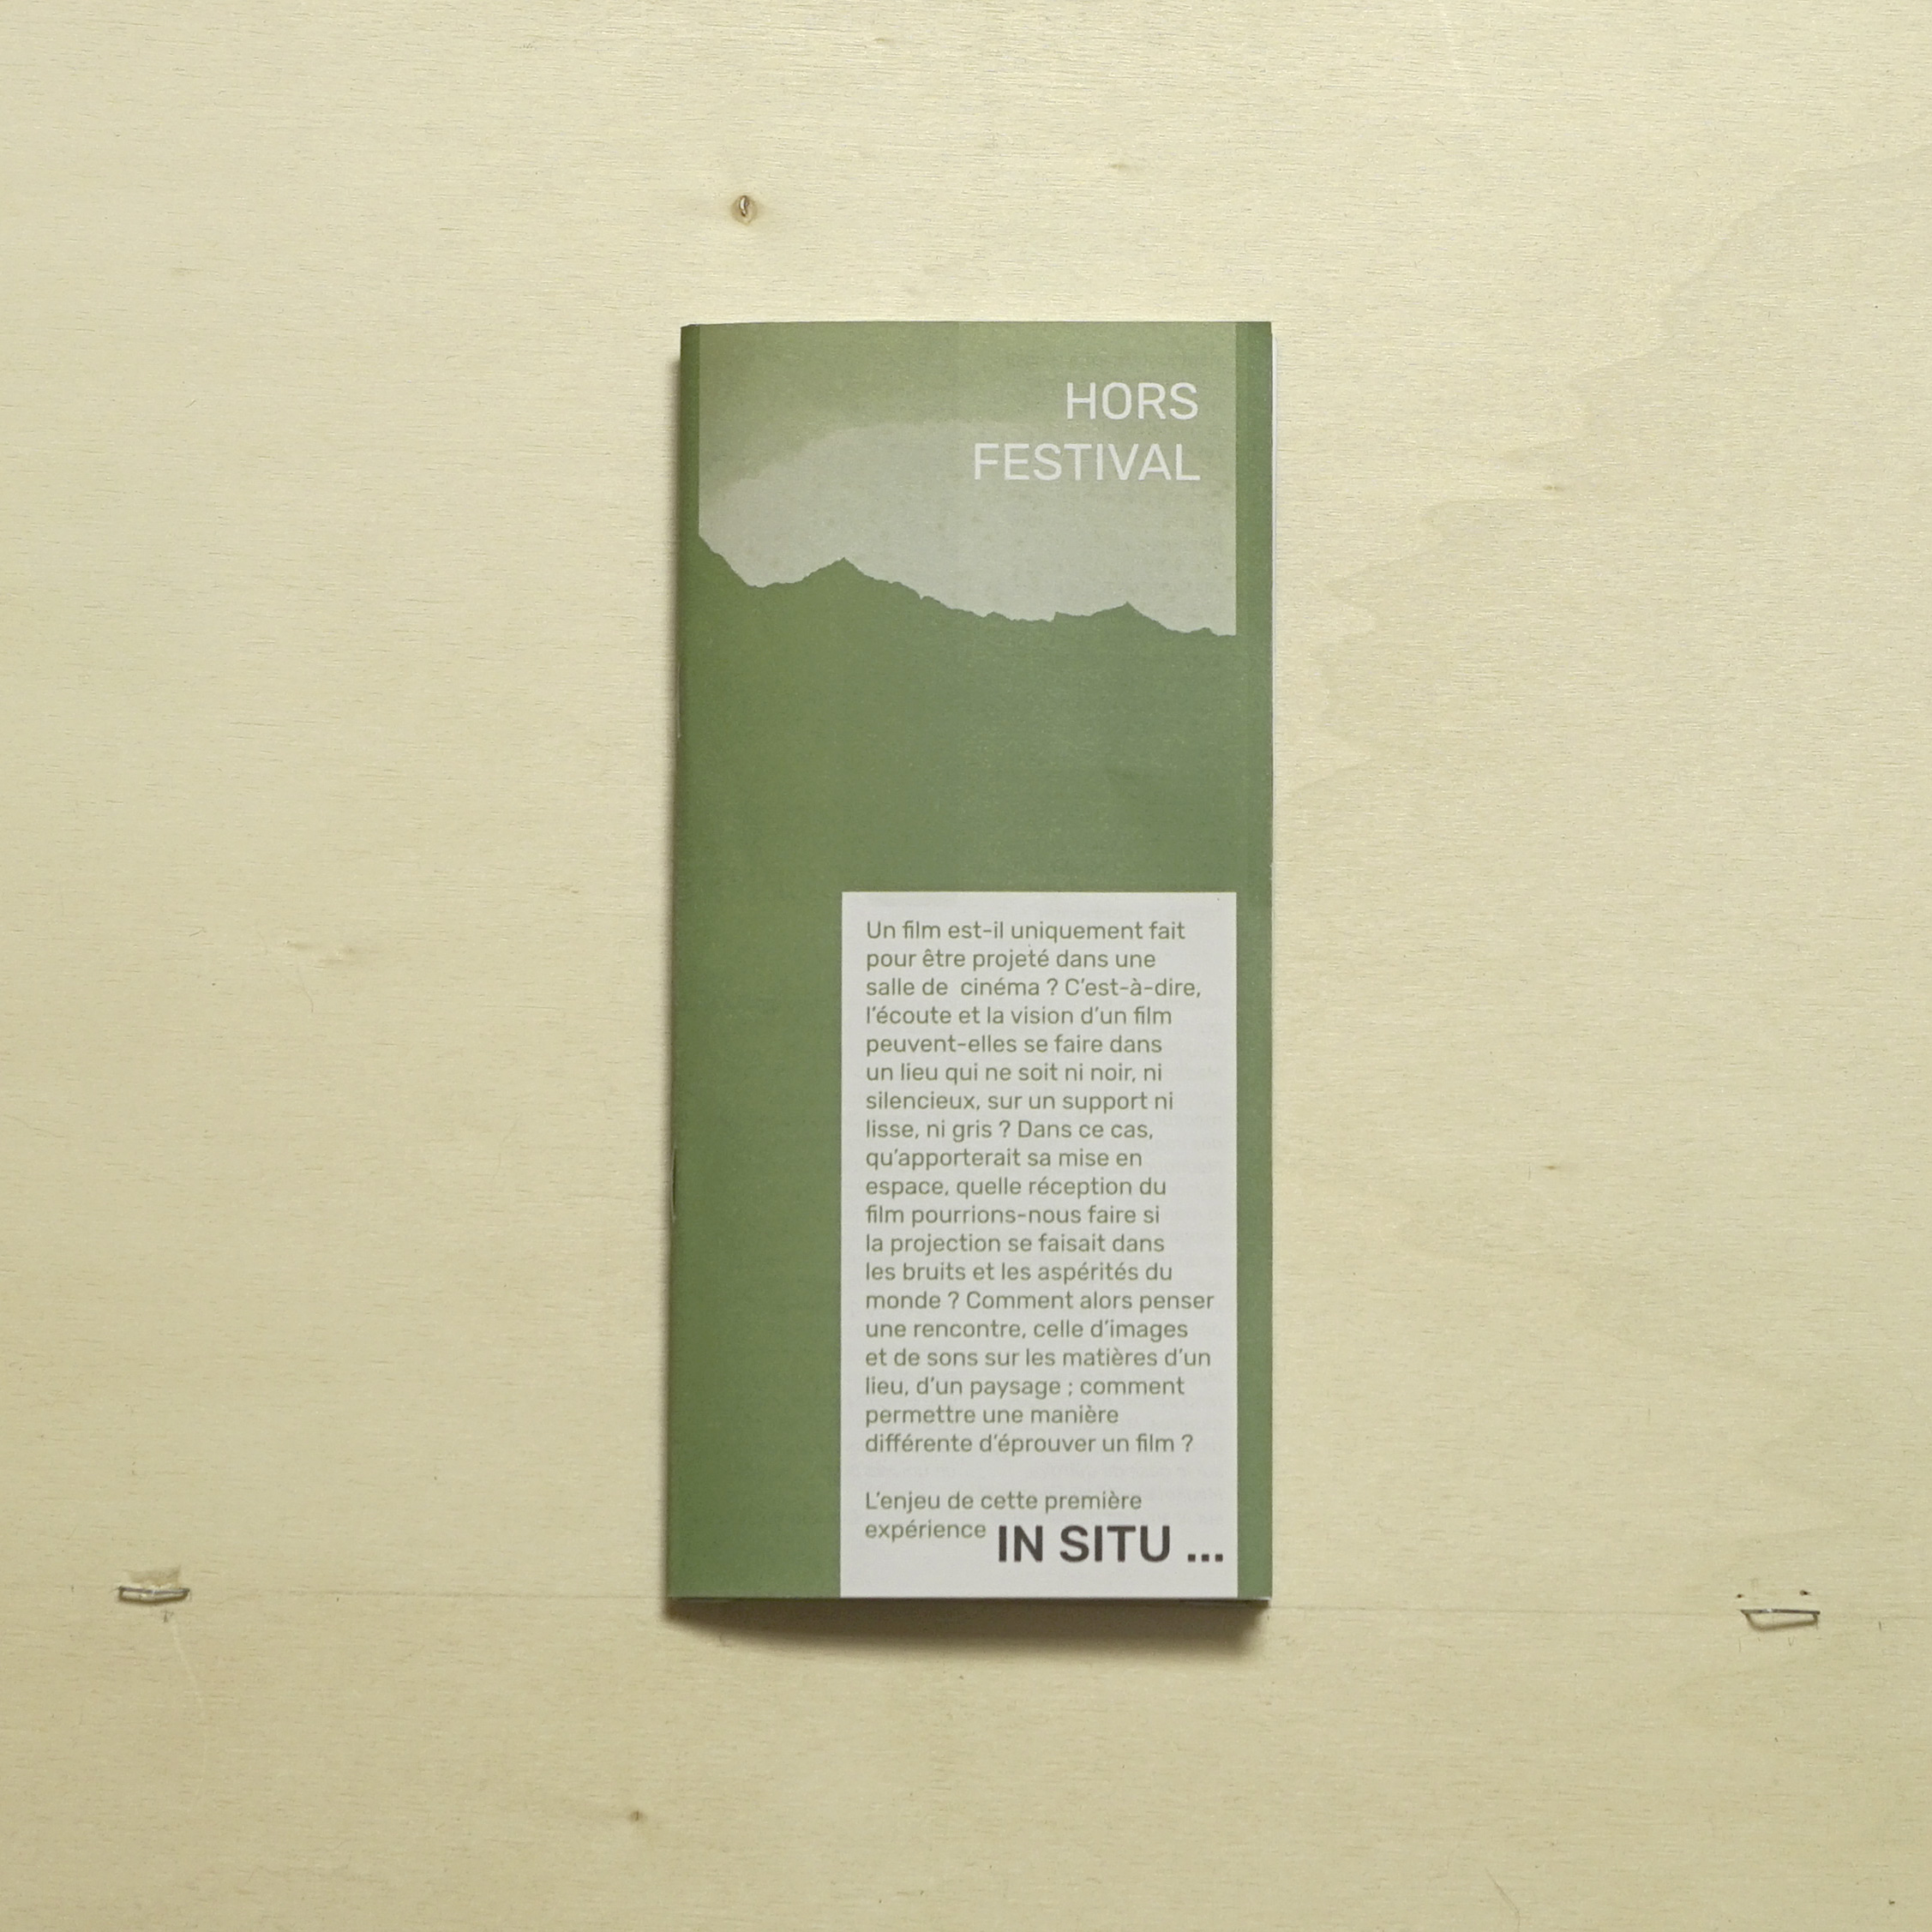 HORS
FESTIVAL
Un film est-il uniquement fait
pour être projeté dans une
salle de  cinéma ? C'est-à-dire,
l'écoute et la vision d'un film
peuvent-elles se faire dans
un lieu qui ne soit ni noir, ni
silencieux, sur un support ni
lisse, ni gris ? Dans ce cas,
qu'apporterait sa mise en
espace, quelle réception du
film pourrions-nous faire si
la projection se faisait dans
les bruits et les aspérités du
monde ? Comment alors penser
une rencontre, celle d'images
et de sons sur les matières d'un
lieu, d'un paysage ; comment
permettre une manière
différente d'éprouver un film ?
L'enjeu de cette première
expérience IN SITU ...